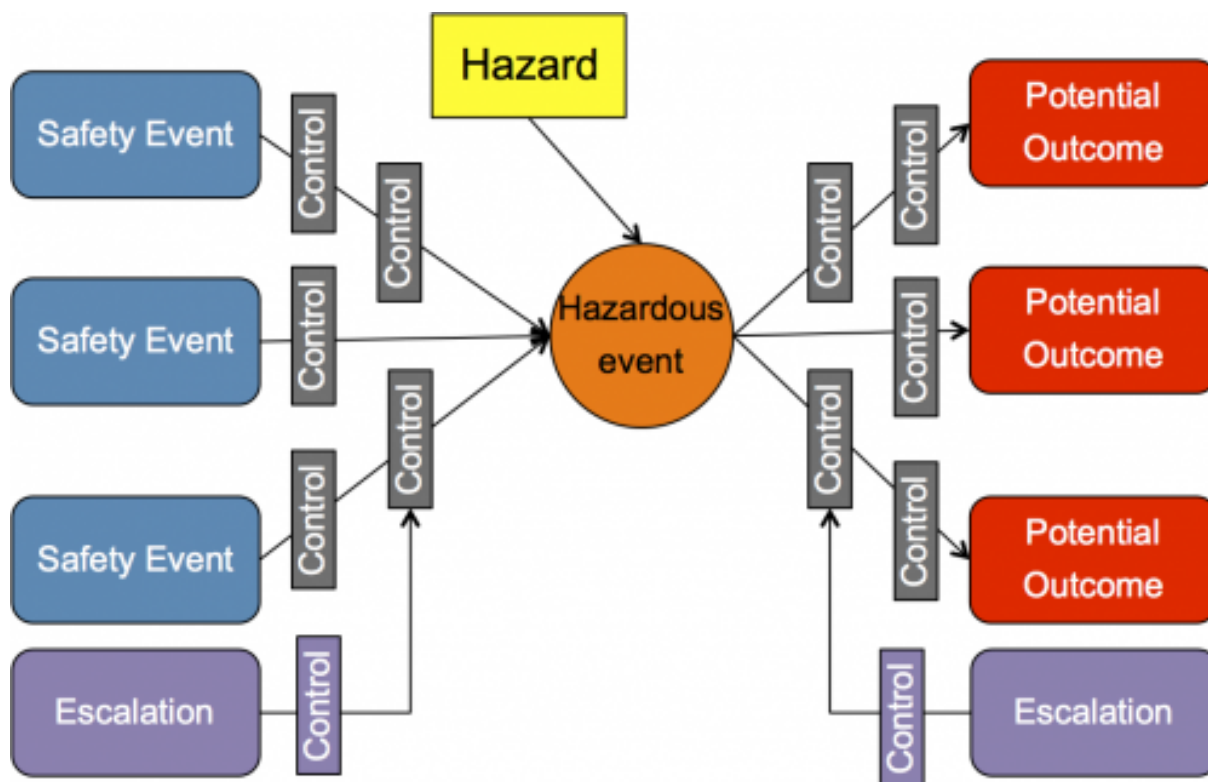 Hazard
Safety Event
Control
Control
Control
Control
Potential
Outcome
Hazardous
event
Safety Event
Control
Control
Potential
Outcome
Safety Event
Control
Control
Control
Control
Potential
Outcome
Escalation
Control
Control
Escalation